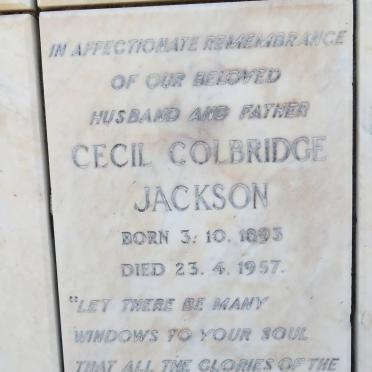 IN AFFECTIONATE REMEMBRANCE
OF OUR BELOVED
HUSBAND AND FATHER
CECIL COLBRIDGE
JACKSON
BORN 3. 10. 1893
DIED 23. 4. 1957.
"LET THERE BE MANY
WINDOWS TO YOUR SOUL
THAT ALL THE GLORIES OF THE